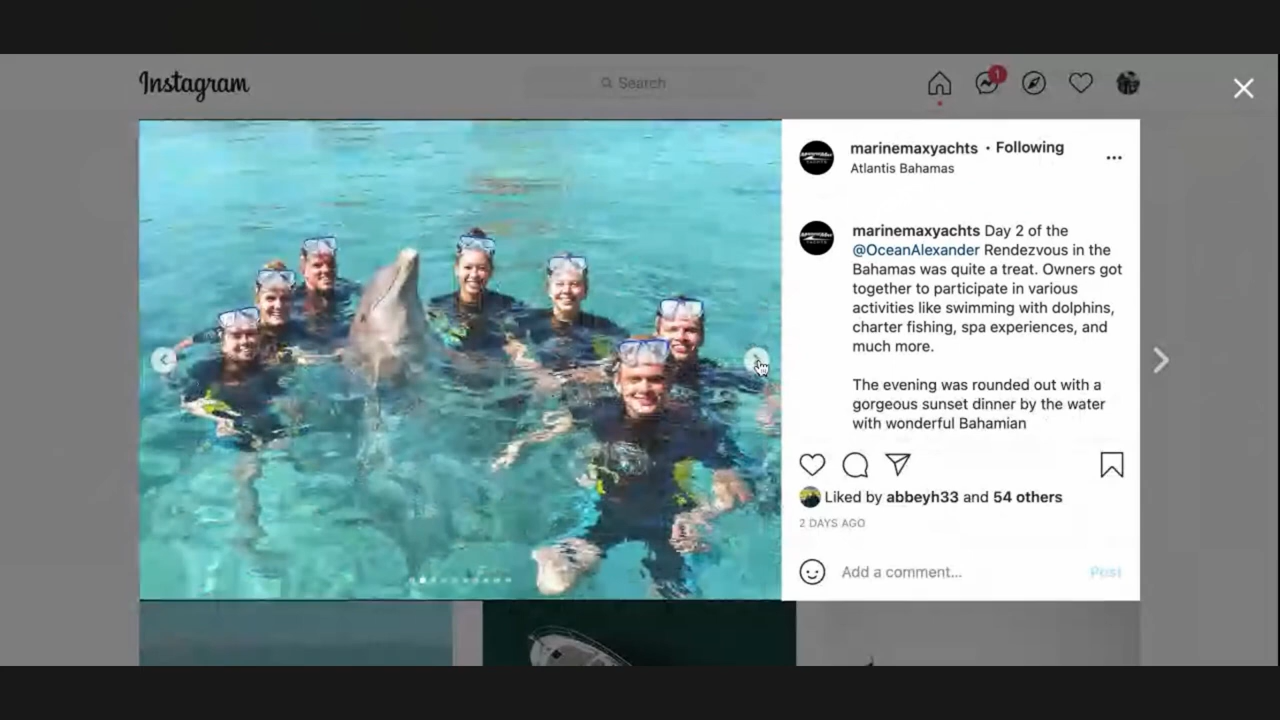 Instagram
Search
1
marinemaxyachts • Following
Atlantis Bahamas
marinemaxyachts Day 2 of the
@OceanAlexander Rendezvous in the
Bahamas was quite a treat. Owners got
together to participate in various
activities like swimming with dolphins,
charter fishing, spa experiences, and
much more.
The evening was rounded out with a
gorgeous sunset dinner by the water
with wonderful Bahamian
Liked by abbeyh33 and 54 others
2 DAYS AGO
Add a comment...
Post